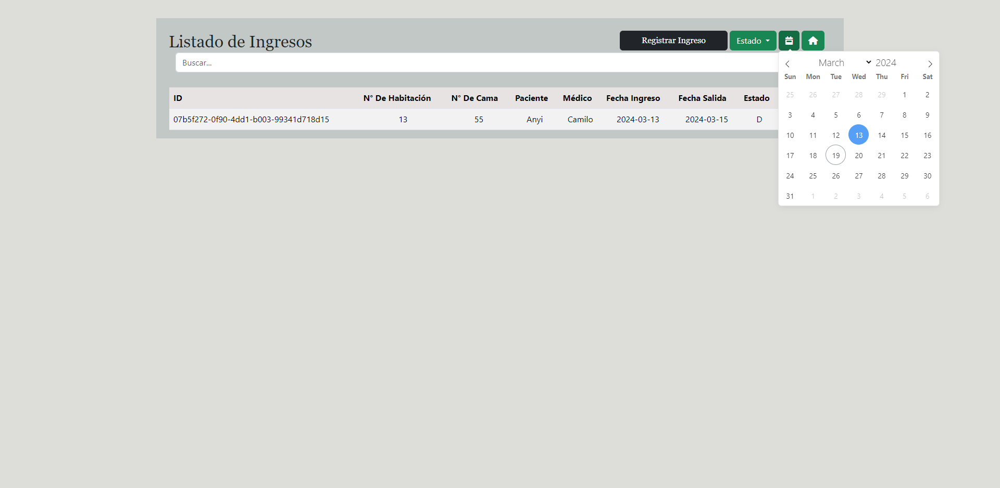 Listado de Ingresos
Registrar Ingreso
Estado
Buscar...
March 2024
Sun Mon Tue Wed Thu Fri Sat
25 26 27 28 29 1 2
3 4 5 6 7 8 9
10 11 12 13 14 15 16
17 18 19 20 21 22 23
24 25 26 27 28 29 30
31 1 2 3 4 5 6
ID N° De Habitación N° De Cama Paciente Médico Fecha Ingreso Fecha Salida Estado
07b5f272-0f90-4dd1-b003-99341d718d15 13 55 Anyi Camilo 2024-03-13 2024-03-15 D